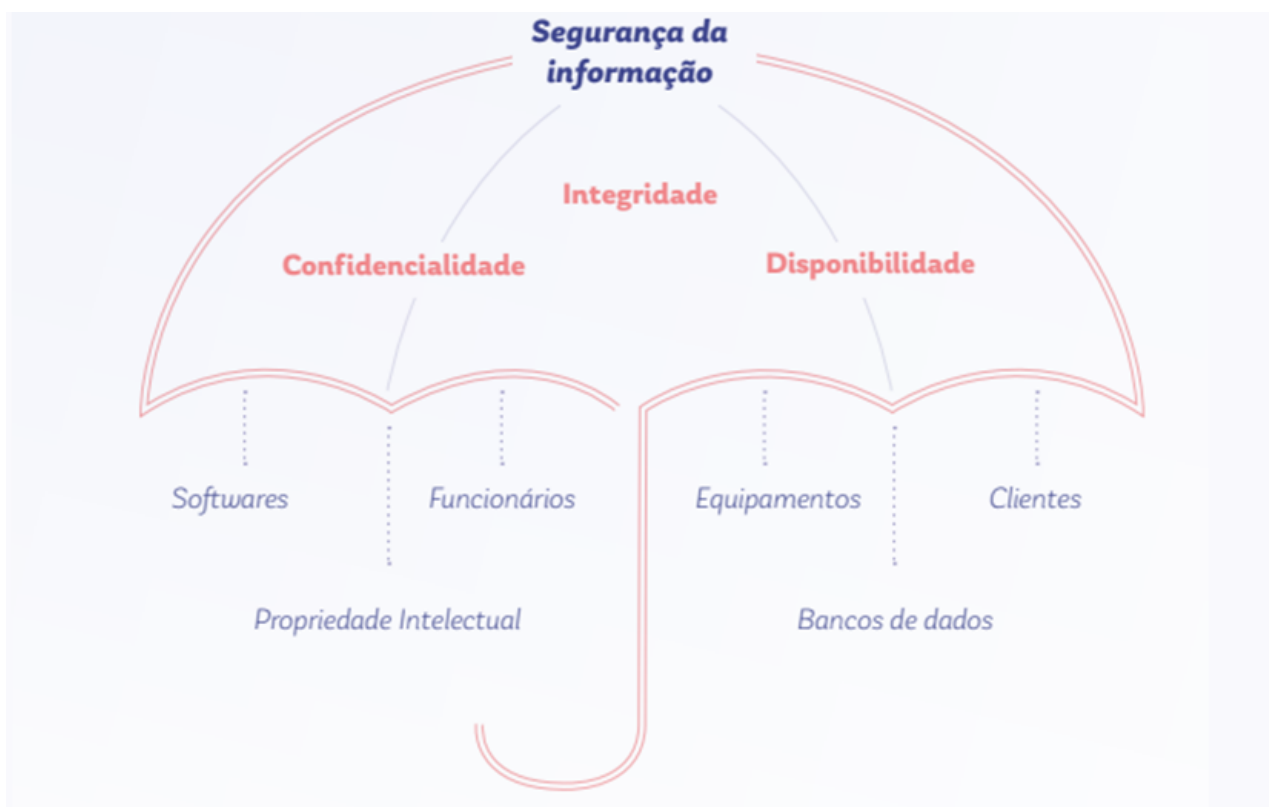 Segurança da
informação
Integridade
Confidencialidade
Disponibilidade
Softwares
Funcionários
Equipamentos
Clientes
Propriedade Intelectual
Bancos de dados